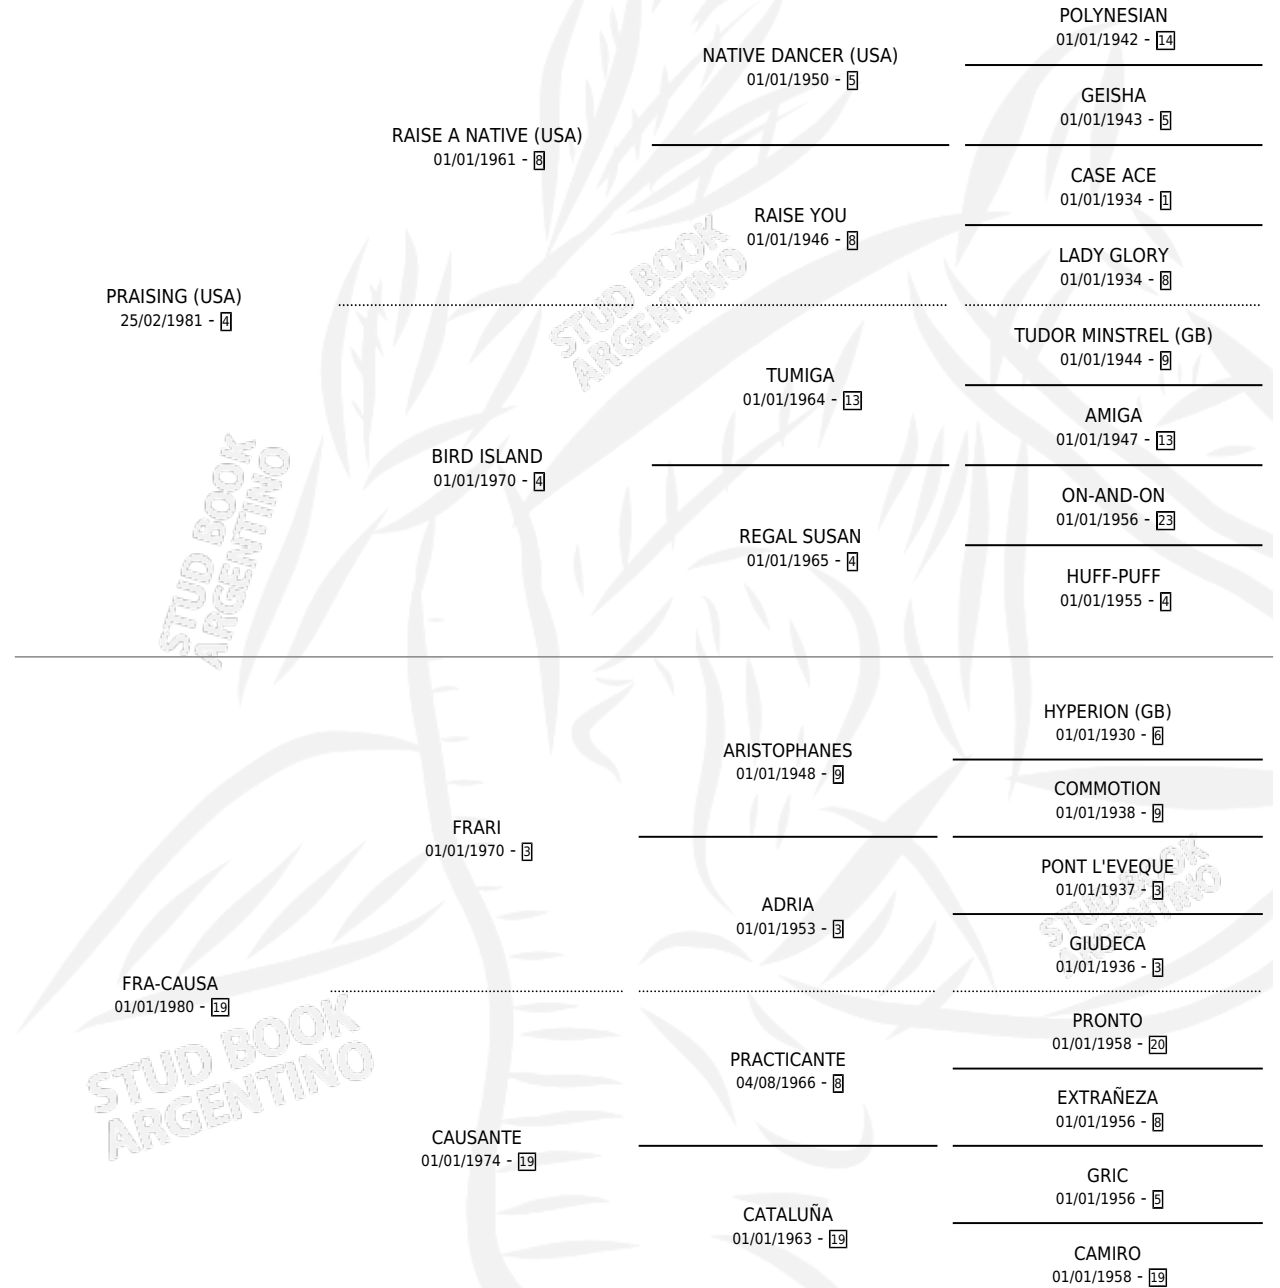 POLYNESIAN
01/01/1942 - 14
NATIVE DANCER (USA)
01/01/1950 - 5
GEISHA
01/01/1943 - 5
RAISE A NATIVE (USA)
01/01/1961 - 8
CASE ACE
01/01/1934 - 1
RAISE YOU
01/01/1946 - 8
LADY GLORY
01/01/1934 - 8
PRAISING (USA)
25/02/1981 - 4
TUDOR MINSTREL (GB)
01/01/1944 - 9
TUMIGA
01/01/1964 - 13
AMIGA
01/01/1947 - 13
BIRD ISLAND
01/01/1970 - 4
ON-AND-ON
01/01/1956 - 23
REGAL SUSAN
01/01/1965 - 4
HUFF-PUFF
01/01/1955 - 4
HYPERION (GB)
01/01/1930 - 6
ARISTOPHANES
01/01/1948 - 9
COMMOTION
01/01/1938 - 9
FRARI
01/01/1970 - 3
PONT L'EVEQUE
01/01/1937 - 3
ADRIA
01/01/1953 - 3
GIUDECA
01/01/1936 - 3
FRA-CAUSA
01/01/1980 - 19
PRONTO
01/01/1958 - 20
PRACTICANTE
04/08/1966 - 8
EXTRAÑEZA
01/01/1956 - 8
CAUSANTE
01/01/1974 - 19
GRIC
01/01/1956 - 5
CATALUÑA
01/01/1963 - 19
CAMIRO
01/01/1958 - 19
STUD BOOK
ARGENTINO
STUD BOOK
ARGENTINO
STUD BOOK
ARGENTINO
STUD BOOK
ARGENTINO